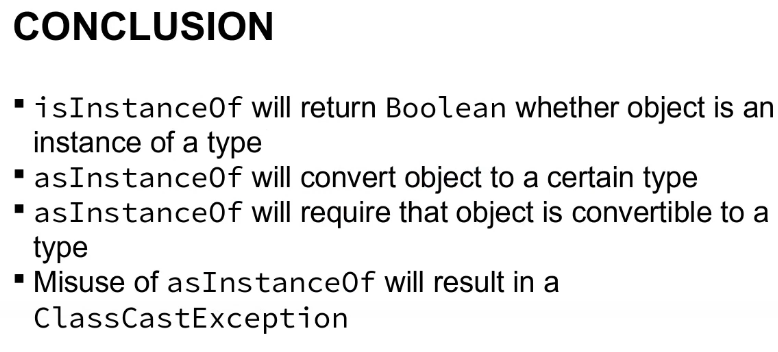 CONCLUSION
▪ isInstanceOf will return Boolean whether object is an
instance of a type
▪ asInstanceOf will convert object to a certain type
▪ asInstanceOf will require that object is convertible to a
type
▪ Misuse of asInstanceOf will result in a
ClassCastException